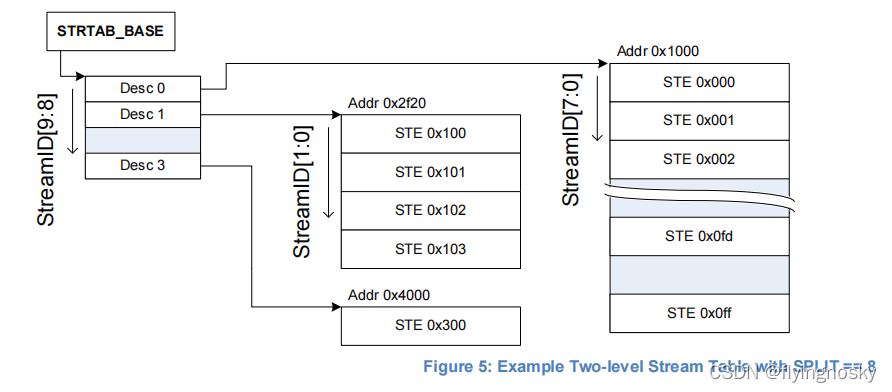 STRTAB_BASE
Desc 0
Desc 1
Desc 3
StreamID[9:8]
Addr 0x2f20
StreamID[1:0]
STE 0x100
STE 0x101
STE 0x102
STE 0x103
Addr 0x4000
STE 0x300
Addr 0x1000
StreamID[7:0]
STE 0x000
STE 0x001
STE 0x002
STE 0x0fd
STE 0x0ff
Figure 5: Example Two-level Stream Table with SPLIT == 8
CSDN @flyingnosky